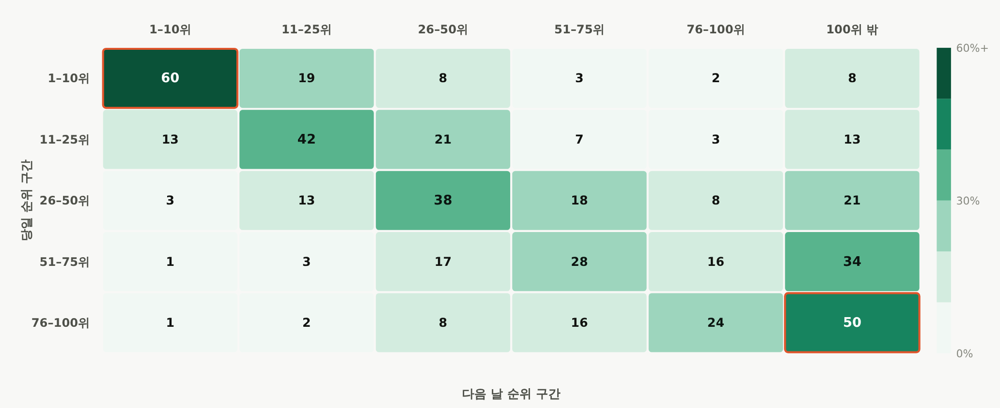 1–10위 11–25위 26–50위 51–75위 76–100위 100위 밖
60%+
1–10위 60 19 8 3 2 8
11–25위 13 42 21 7 3 13
당일 순위 구간
26–50위 3 13 38 18 8 21
30%
51–75위 1 3 17 28 16 34
76–100위 1 2 8 16 24 50
0%
다음 날 순위 구간